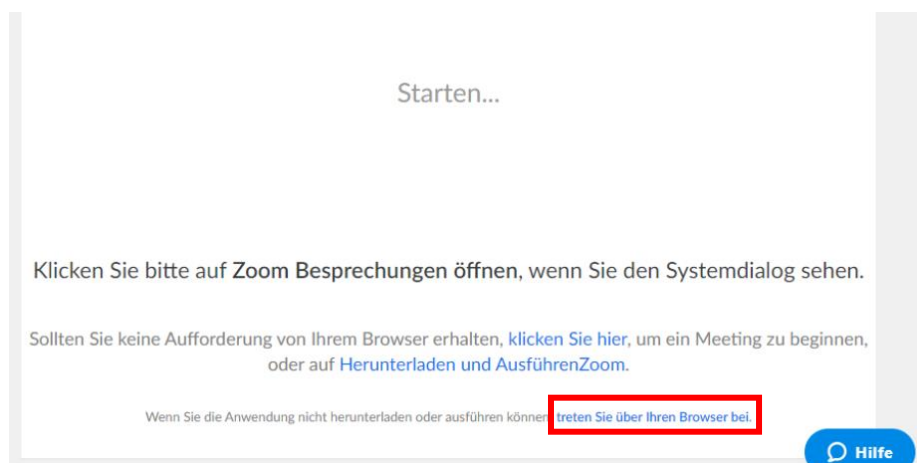 Starten...
Klicken Sie bitte auf Zoom Besprechungen öffnen, wenn Sie den Systemdialog sehen.
Sollten Sie keine Aufforderung von Ihrem Browser erhalten, klicken Sie hier, um ein Meeting zu beginnen,
oder auf Herunterladen und AusführenZoom.
Wenn Sie die Anwendung nicht herunterladen oder ausführen können treten Sie über Ihren Browser bei.
Hilfe